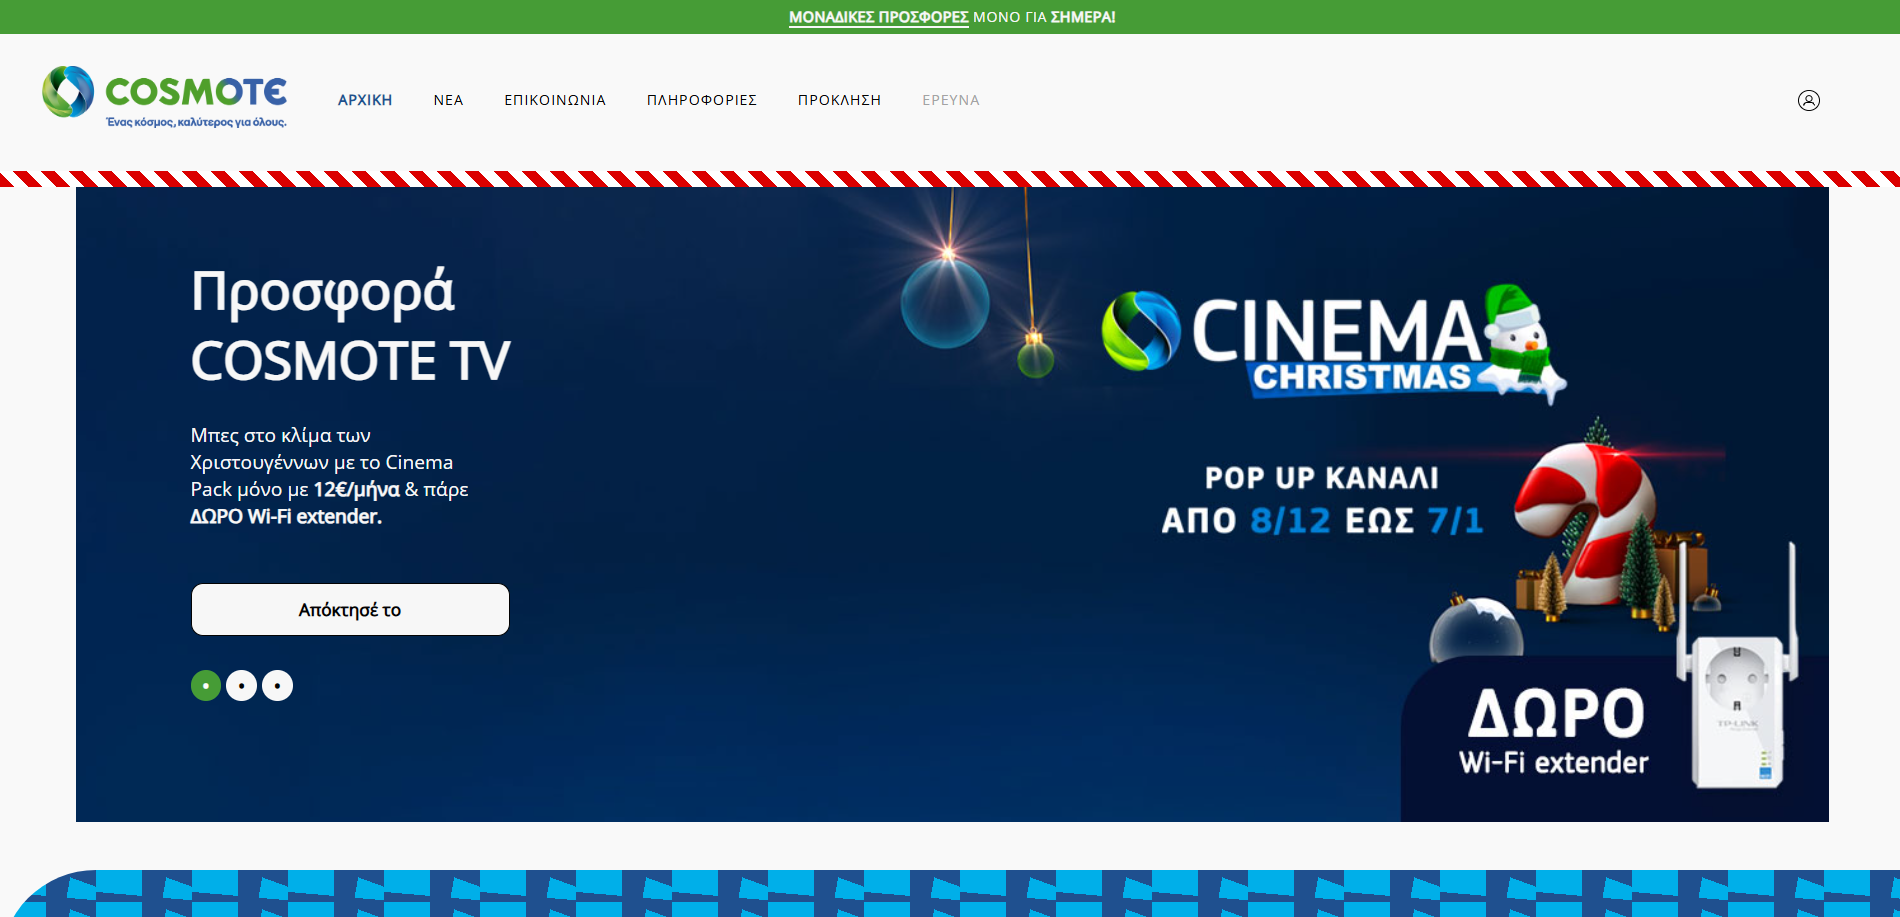 ΜΟΝΑΔΙΚΕΣ ΠΡΟΣΦΟΡΕΣ ΜΟΝΟ ΓΙΑ ΣΗΜΕΡΑ!
COSMOTE
Ένας κόσμος, καλύτερος για όλους.
ΑΡΧΙΚΗ ΝΕΑ ΕΠΙΚΟΙΝΩΝΙΑ ΠΛΗΡΟΦΟΡΙΕΣ ΠΡΟΚΛΗΣΗ ΕΡΕΥΝΑ
Προσφορά
COSMOTE TV
Μπες στο κλίμα των
Χριστουγέννων με το Cinema
Pack μόνο με 12€/μήνα & πάρε
ΔΩΡΟ Wi-Fi extender.
Απόκτησέ το
CINEMA
CHRISTMAS
POP UP ΚΑΝΑΛΙ
ΑΠΟ 8/12 ΕΩΣ 7/1
TP-LINK
ΔΩΡΟ
Wi-Fi extender